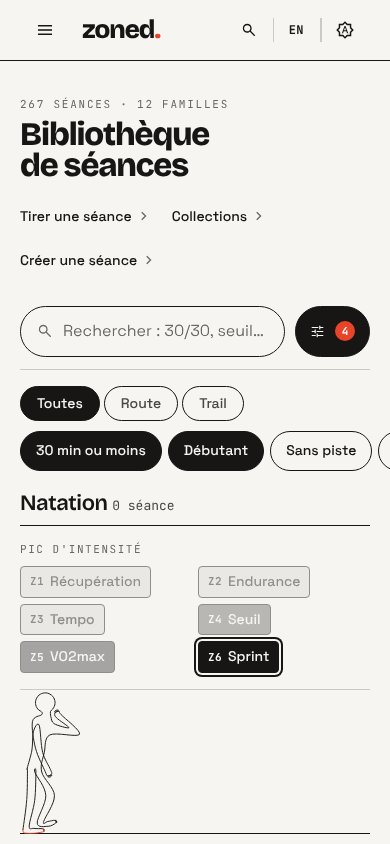 zoned.
EN
A
267 SÉANCES · 12 FAMILLES
Bibliothèque
de séances
Tirer une séance
Collections
Créer une séance
Rechercher : 30/30, seuil...
4
Toutes
Route
Trail
30 min ou moins
Débutant
Sans piste
Natation 0 séance
PIC D'INTENSITÉ
Z1 Récupération
Z2 Endurance
Z3 Tempo
Z4 Seuil
Z5 VO2max
Z6 Sprint